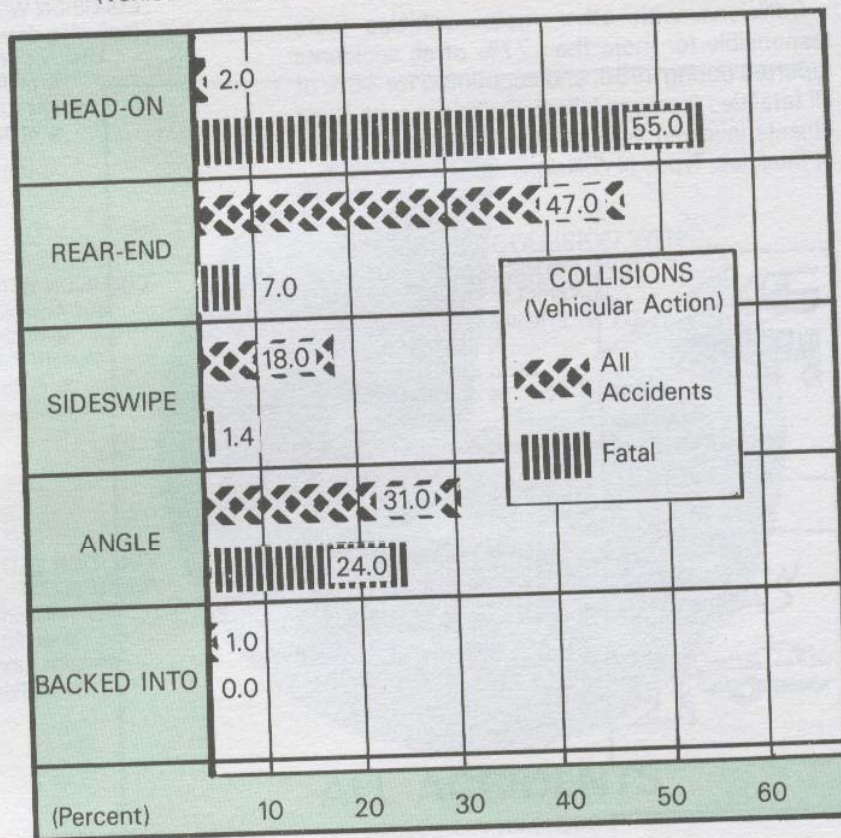 HEAD-ON
2.0
55.0
REAR-END
47.0
7.0
COLLISIONS
(Vehicular Action)
All
Accidents
Fatal
SIDESWIPE
18.0
1.4
ANGLE
31.0
24.0
BACKED INTO
1.0
0.0
(Percent) 10 20 30 40 50 60